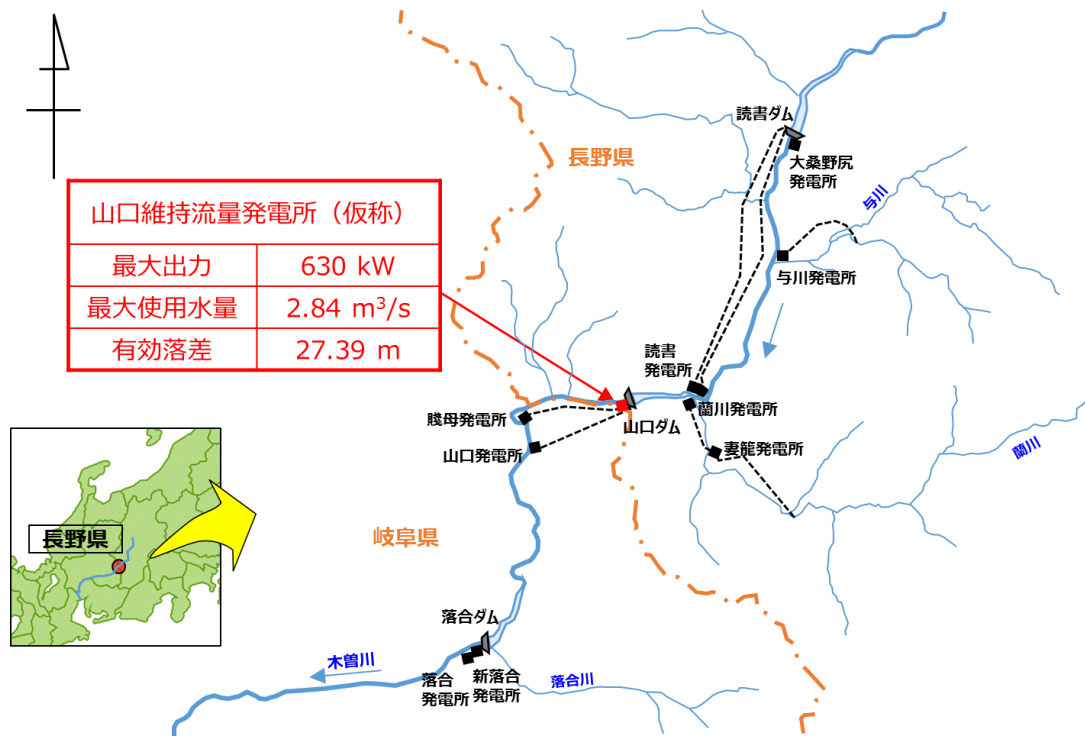 読書ダム
大桑野尻
発電所
長野県
与川
山口維持流量発電所（仮称）
最大出力
630 kW
最大使用水量
2.84 m³/s
有効落差
27.39 m
与川発電所
読書
発電所
蘭川発電所
山口ダム
賤母発電所
山口発電所
妻籠発電所
蘭川
長野県
岐阜県
落合ダム
木曽川
落合
発電所
新落合
発電所
落合川